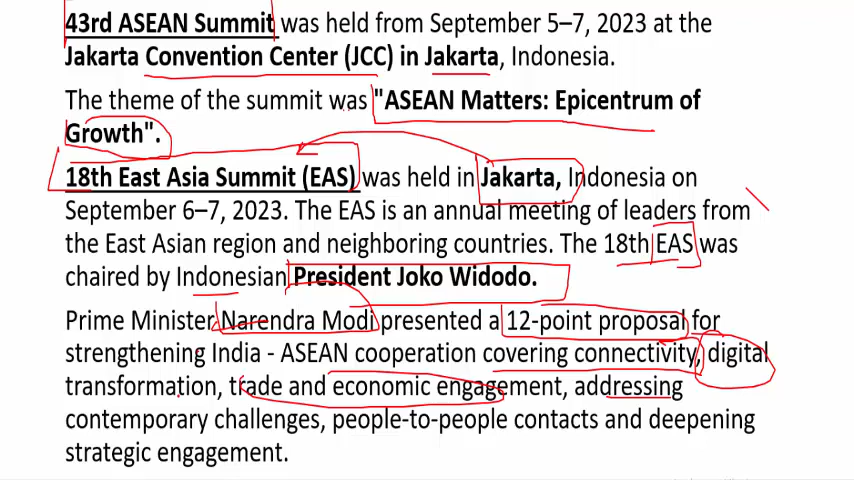 43rd ASEAN Summit was held from September 5–7, 2023 at the
Jakarta Convention Center (JCC) in Jakarta, Indonesia.
The theme of the summit was "ASEAN Matters: Epicentrum of
Growth".
18th East Asia Summit (EAS) was held in Jakarta, Indonesia on
September 6–7, 2023. The EAS is an annual meeting of leaders from
the East Asian region and neighboring countries. The 18th EAS was
chaired by Indonesian President Joko Widodo.
Prime Minister Narendra Modi presented a 12-point proposal for
strengthening India - ASEAN cooperation covering connectivity, digital
transformation, trade and economic engagement, addressing
contemporary challenges, people-to-people contacts and deepening
strategic engagement.